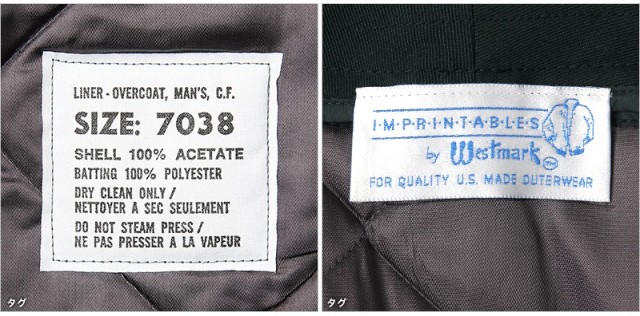 LINER - OVERCOAT, MAN'S, C.F.
SIZE: 7038
SHELL 100% ACETATE
BATTING 100% POLYESTER
DRY CLEAN ONLY /
NETTOYER A SEC SEULEMENT
DO NOT STEAM PRESS /
NE PAS PRESSER A LA VAPEUR
タグ
I·M·P·R·I·N·T·A·B·L·E·S
by Westmark TM
FOR QUALITY U.S. MADE OUTERWEAR
タグ